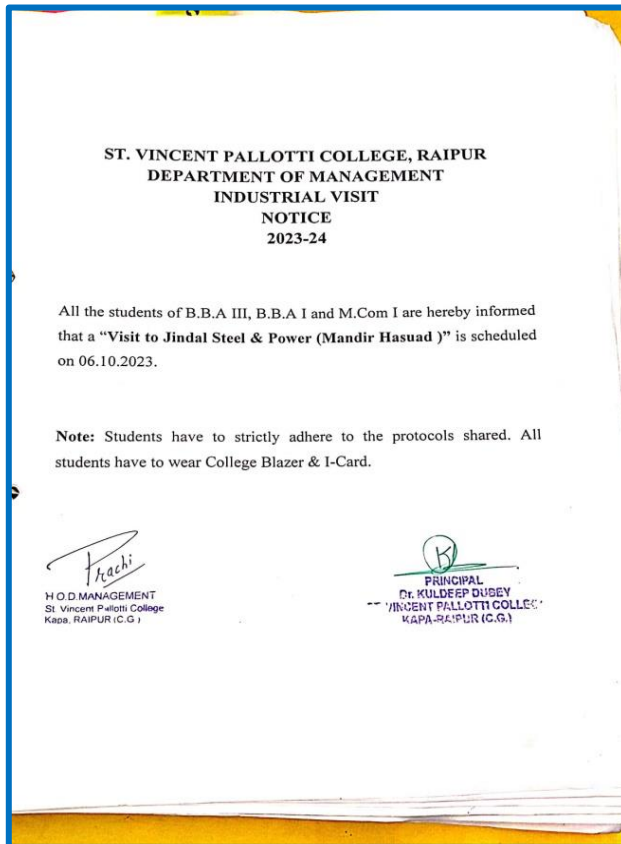 ST. VINCENT PALLOTTI COLLEGE, RAIPUR
DEPARTMENT OF MANAGEMENT
INDUSTRIAL VISIT
NOTICE
2023-24
All the students of B.B.A III, B.B.A I and M.Com I are hereby informed
that a “Visit to Jindal Steel & Power (Mandir Hasuad )” is scheduled
on 06.10.2023.
Note: Students have to strictly adhere to the protocols shared. All
students have to wear College Blazer & I-Card.
Prachi
H O.D.MANAGEMENT
St. Vincent Pallotti College
Kapa, RAIPUR (C.G.)
PRINCIPAL
Dr. KULDEEP DUBEY
VINCENT PALLOTTI COLLEG
KAPA-RAIPUR (C.G.)